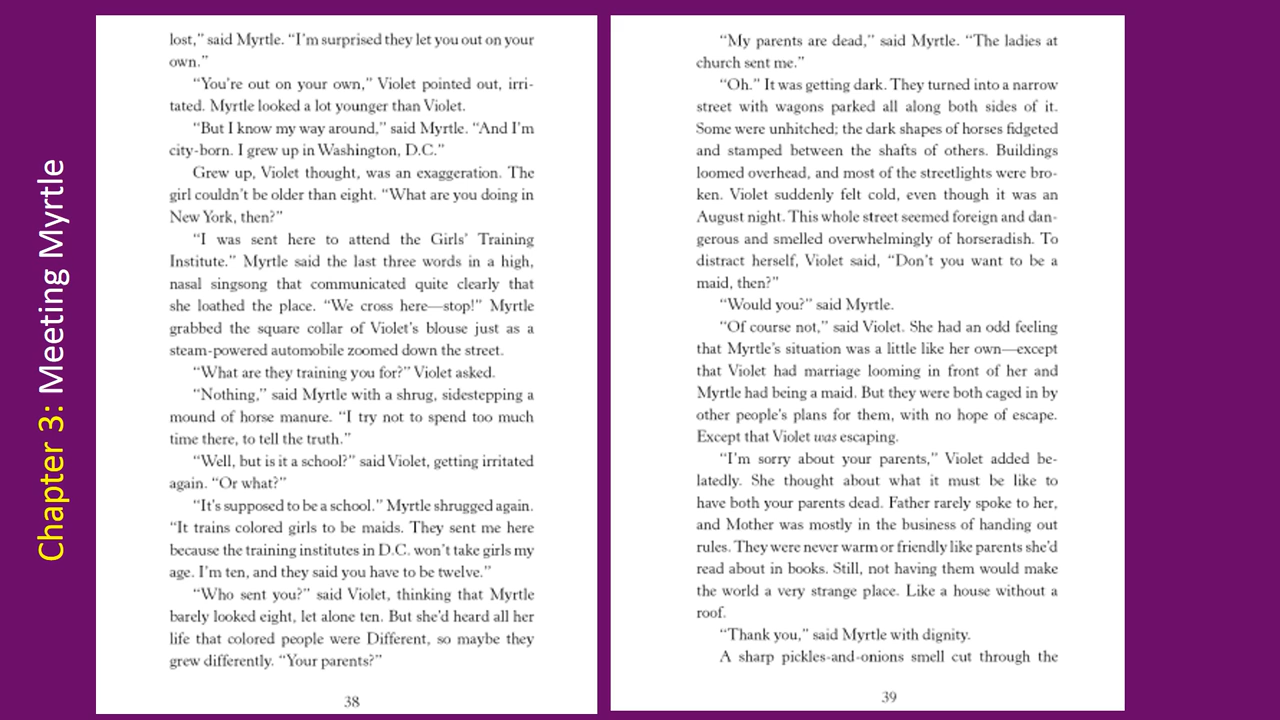 Chapter 3: Meeting Myrtle
lost,” said Myrtle. “I’m surprised they let you out on your
own.”
“You’re out on your own,” Violet pointed out, irri-
tated. Myrtle looked a lot younger than Violet.
“But I know my way around,” said Myrtle. “And I’m
city-born. I grew up in Washington, D.C.”
Grew up, Violet thought, was an exaggeration. The
girl couldn’t be older than eight. “What are you doing in
New York, then?”
“I was sent here to attend the Girls’ Training
Institute.” Myrtle said the last three words in a high,
nasal singsong that communicated quite clearly that
she loathed the place. “We cross here—stop!” Myrtle
grabbed the square collar of Violet’s blouse just as a
steam-powered automobile zoomed down the street.
“What are they training you for?” Violet asked.
“Nothing,” said Myrtle with a shrug, sidestepping a
mound of horse manure. “I try not to spend too much
time there, to tell the truth.”
“Well, but is it a school?” said Violet, getting irritated
again. “Or what?”
“It’s supposed to be a school.” Myrtle shrugged again.
“It trains colored girls to be maids. They sent me here
because the training institutes in D.C. won’t take girls my
age. I’m ten, and they said you have to be twelve.”
“Who sent you?” said Violet, thinking that Myrtle
barely looked eight, let alone ten. But she’d heard all her
life that colored people were Different, so maybe they
grew differently. “Your parents?”
38
“My parents are dead,” said Myrtle. “The ladies at
church sent me.”
“Oh.” It was getting dark. They turned into a narrow
street with wagons parked all along both sides of it.
Some were unhitched; the dark shapes of horses fidgeted
and stamped between the shafts of others. Buildings
loomed overhead, and most of the streetlights were bro-
ken. Violet suddenly felt cold, even though it was an
August night. This whole street seemed foreign and dan-
gerous and smelled overwhelmingly of horseradish. To
distract herself, Violet said, “Don’t you want to be a
maid, then?”
“Would you?” said Myrtle.
“Of course not,” said Violet. She had an odd feeling
that Myrtle’s situation was a little like her own—except
that Violet had marriage looming in front of her and
Myrtle had being a maid. But they were both caged in by
other people’s plans for them, with no hope of escape.
Except that Violet was escaping.
“I’m sorry about your parents,” Violet added be-
latedly. She thought about what it must be like to
have both your parents dead. Father rarely spoke to her,
and Mother was mostly in the business of handing out
rules. They were never warm or friendly like parents she’d
read about in books. Still, not having them would make
the world a very strange place. Like a house without a
roof.
“Thank you,” said Myrtle with dignity.
A sharp pickles-and-onions smell cut through the
39